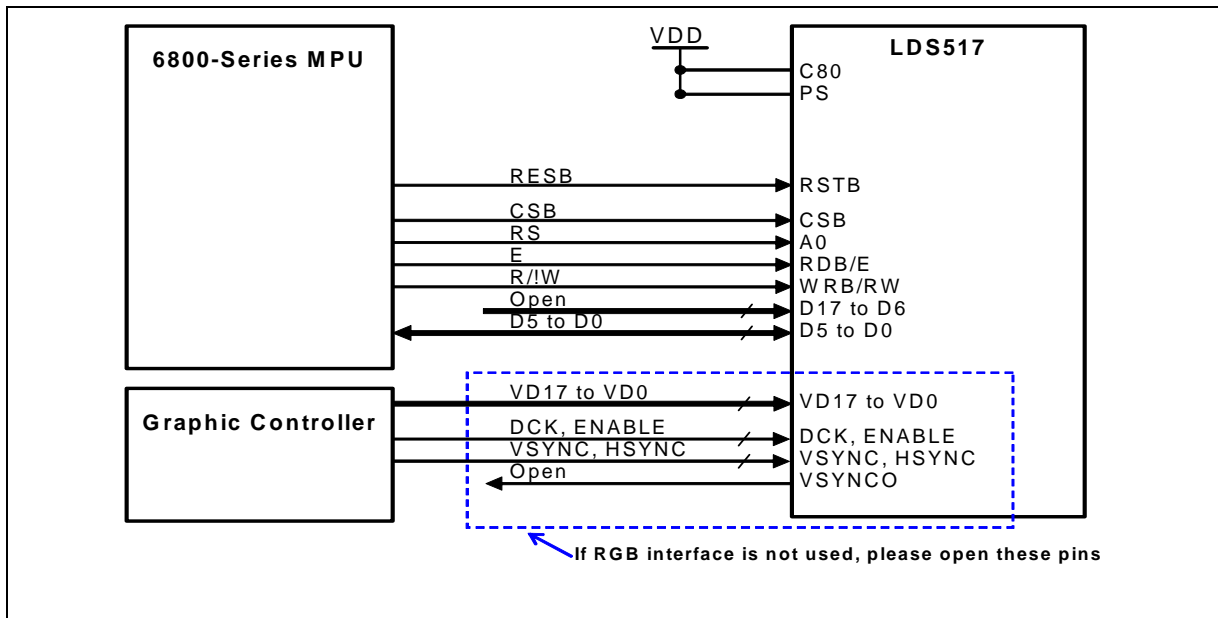 6800-Series MPU
VDD
LDS517
C80
PS
RESB
RSTB
CSB
CSB
RS
A0
E
RDB/E
R/!W
WRB/RW
Open
D17 to D6
D5 to D0
D5 to D0
Graphic Controller
VD17 to VD0
VD17 to VD0
DCK, ENABLE
DCK, ENABLE
VSYNC, HSYNC
VSYNC, HSYNC
Open
VSYNCO
If RGB interface is not used, please open these pins